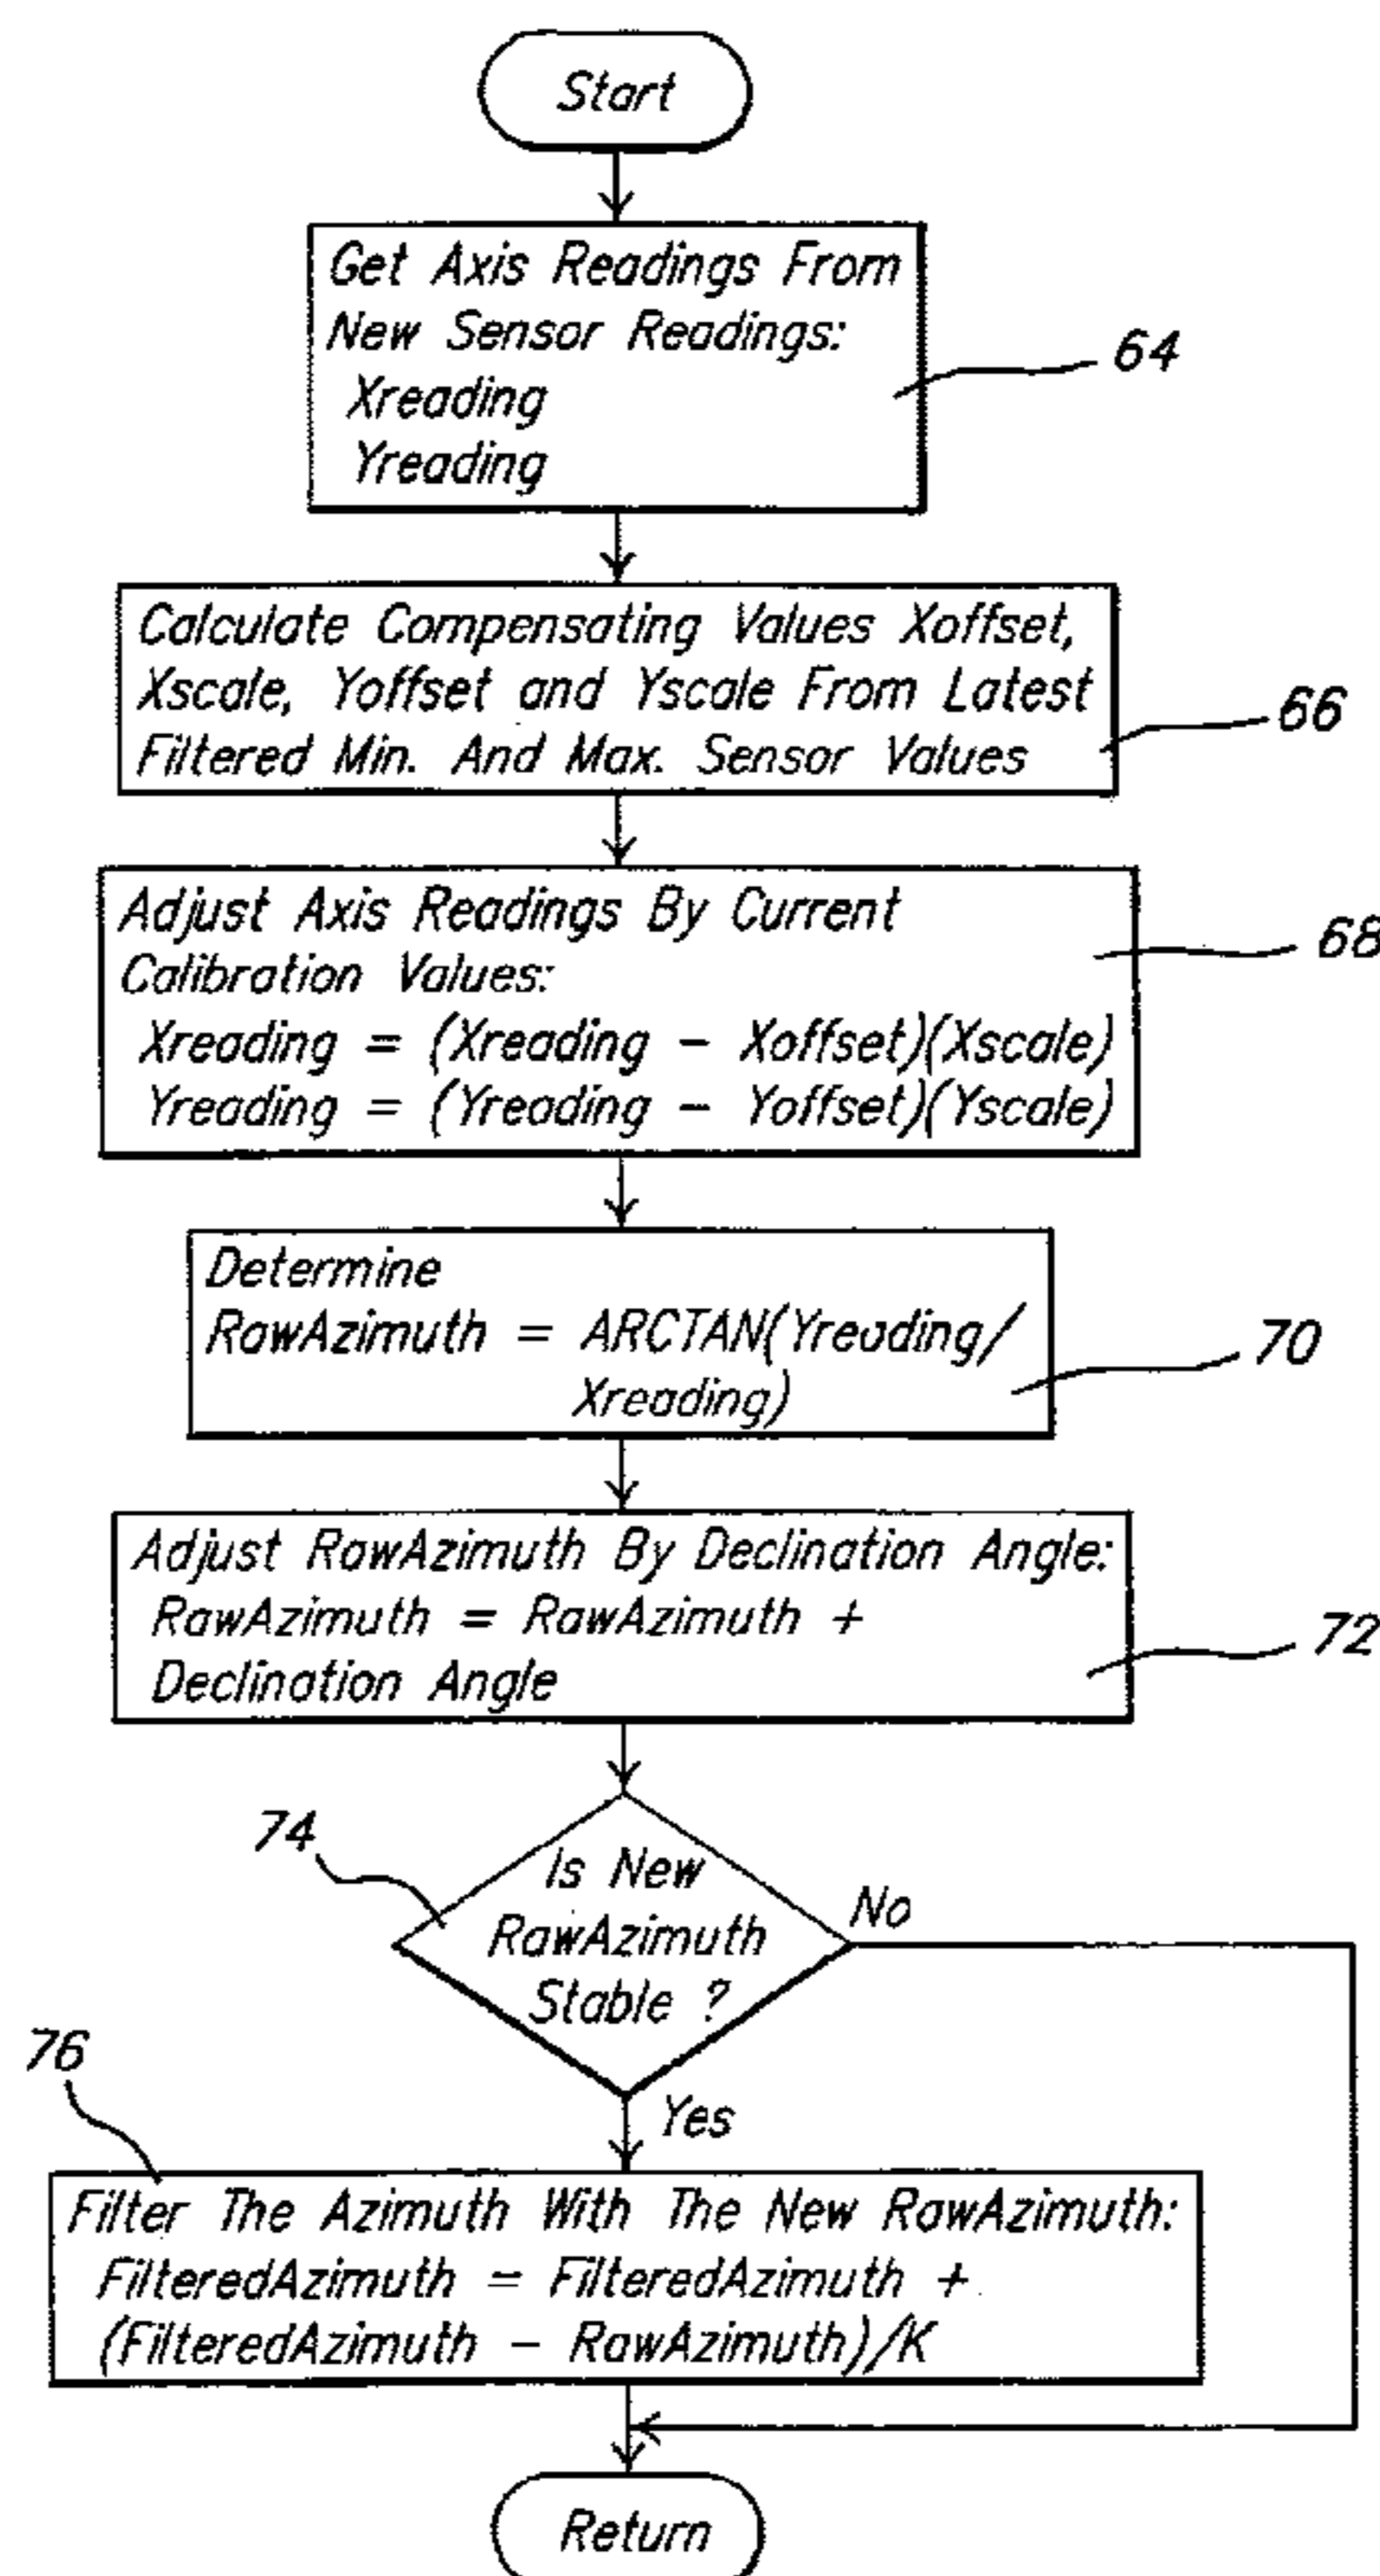 Start
Get Axis Readings From
New Sensor Readings:
Xreading
Yreading
64
Calculate Compensating Values Xoffset,
Xscale, Yoffset and Yscale From Latest
Filtered Min. And Max. Sensor Values
66
Adjust Axis Readings By Current
Calibration Values:
Xreading = (Xreading - Xoffset)(Xscale)
Yreading = (Yreading - Yoffset)(Yscale)
68
Determine
RawAzimuth = ARCTAN(Yreading/
Xreading)
70
Adjust RawAzimuth By Declination Angle:
RawAzimuth = RawAzimuth +
Declination Angle
72
74
Is New
RawAzimuth
Stable ?
No
Yes
76
Filter The Azimuth With The New RawAzimuth:
FilteredAzimuth = FilteredAzimuth +
(FilteredAzimuth - RawAzimuth)/K
Return